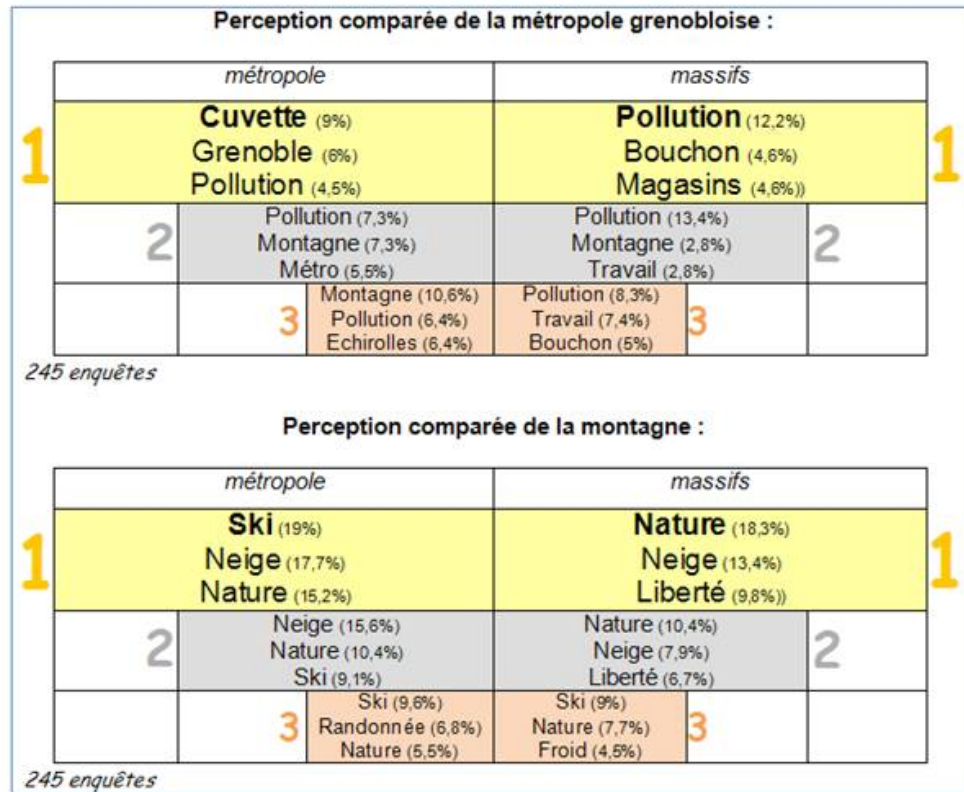 Perception comparée de la métropole grenobloise :
métropole massifs
1 Cuvette (9%) Pollution (12,2%) 1
Grenoble (6%) Bouchon (4,6%)
Pollution (4,5%) Magasins (4,6%))
2 Pollution (7,3%) Pollution (13,4%) 2
Montagne (7,3%) Montagne (2,8%)
Métro (5,5%) Travail (2,8%)
3 Montagne (10,6%) Pollution (8,3%) 3
Pollution (6,4%) Travail (7,4%)
Echirolles (6,4%) Bouchon (5%)
245 enquêtes
Perception comparée de la montagne :
métropole massifs
1 Ski (19%) Nature (18,3%) 1
Neige (17,7%) Neige (13,4%)
Nature (15,2%) Liberté (9,8%))
2 Neige (15,6%) Nature (10,4%) 2
Nature (10,4%) Neige (7,9%)
Ski (9,1%) Liberté (6,7%)
3 Ski (9,6%) Ski (9%) 3
Randonnée (6,8%) Nature (7,7%)
Nature (5,5%) Froid (4,5%)
245 enquêtes